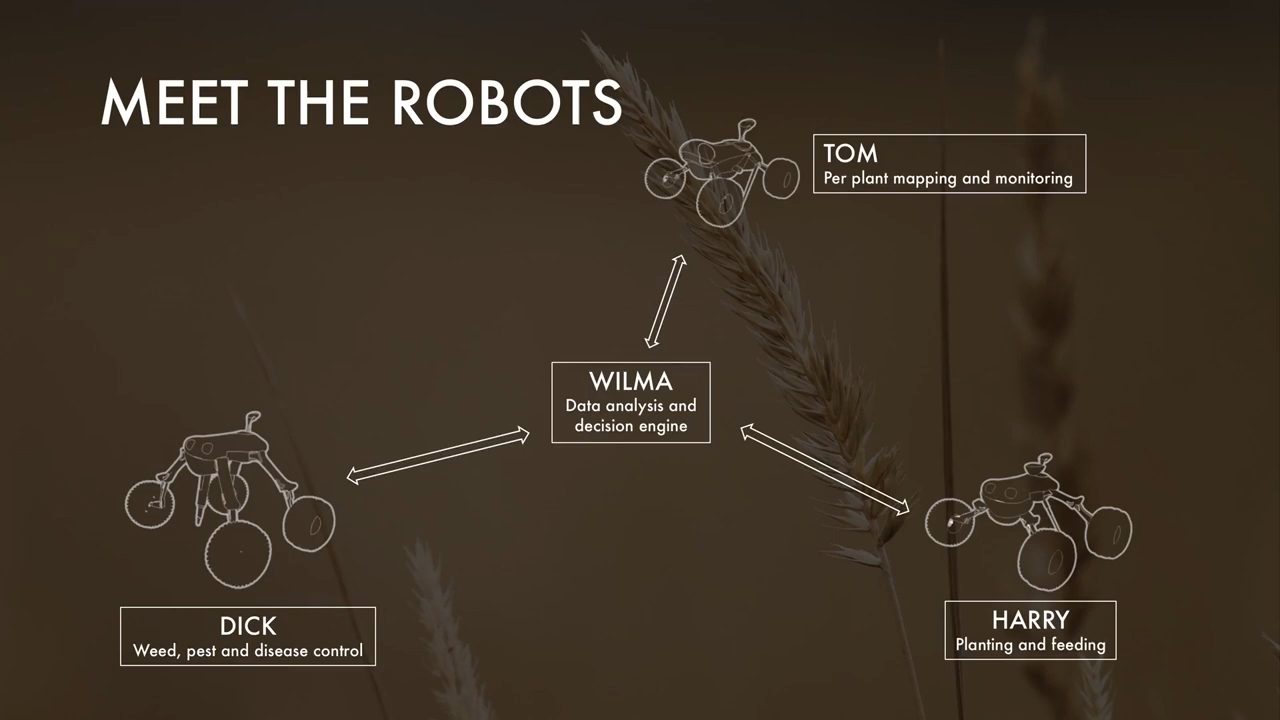 MEET THE ROBOTS
TOM
Per plant mapping and monitoring
WILMA
Data analysis and
decision engine
DICK
Weed, pest and disease control
HARRY
Planting and feeding